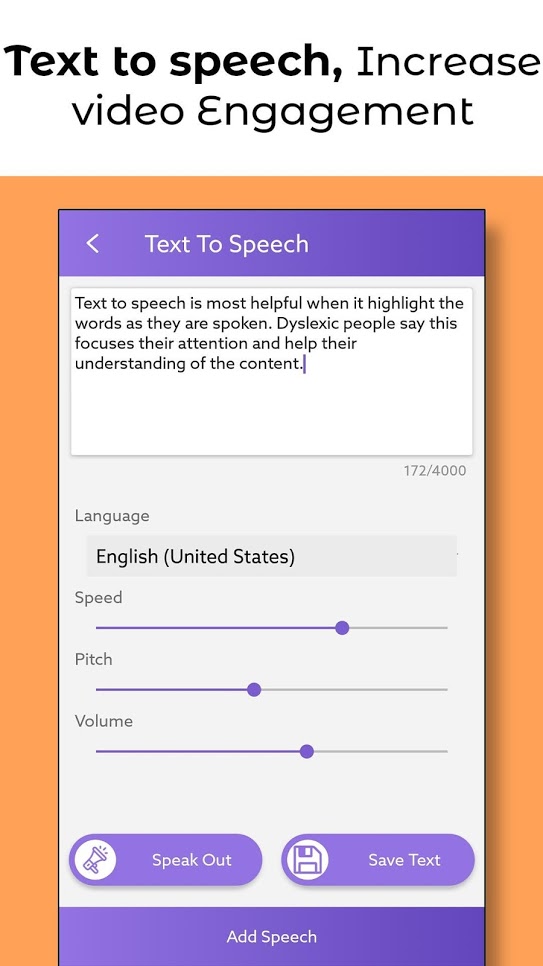 Text to speech, Increase
video Engagement
Text To Speech
Text to speech is most helpful when it highlight the
words as they are spoken. Dyslexic people say this
focuses their attention and help their
understanding of the content.
172/4000
Language
English (United States)
Speed
Pitch
Volume
Speak Out
Save Text
Add Speech